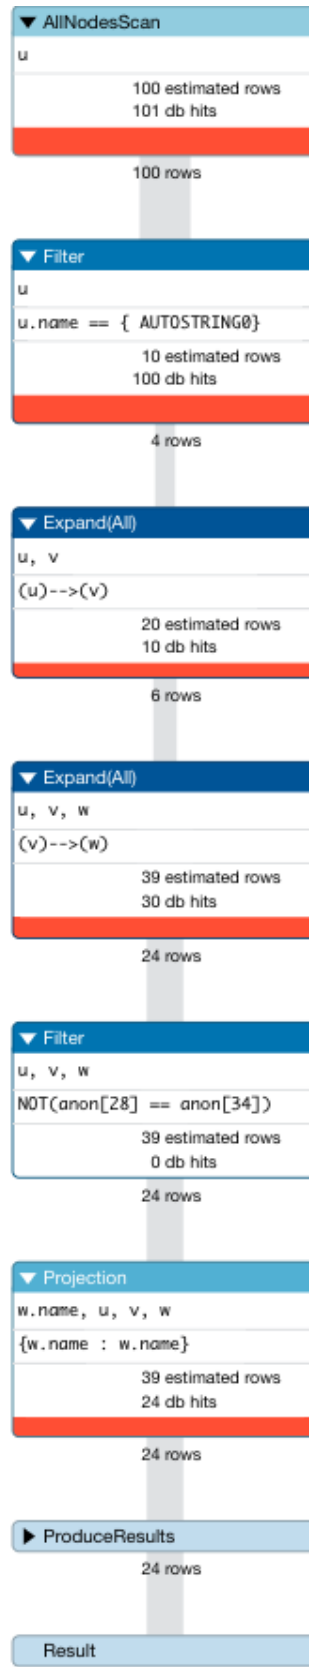 ▼ AllNodesScan
u
100 estimated rows
101 db hits
100 rows
▼ Filter
u
u.name == { AUTOSTRING0}
10 estimated rows
100 db hits
4 rows
▼ Expand(All)
u, v
(u)-->(v)
20 estimated rows
10 db hits
6 rows
▼ Expand(All)
u, v, w
(v)-->(w)
39 estimated rows
30 db hits
24 rows
▼ Filter
u, v, w
NOT(anon[28] == anon[34])
39 estimated rows
0 db hits
24 rows
▼ Projection
w.name, u, v, w
{w.name : w.name}
39 estimated rows
24 db hits
24 rows
▶ ProduceResults
24 rows
Result